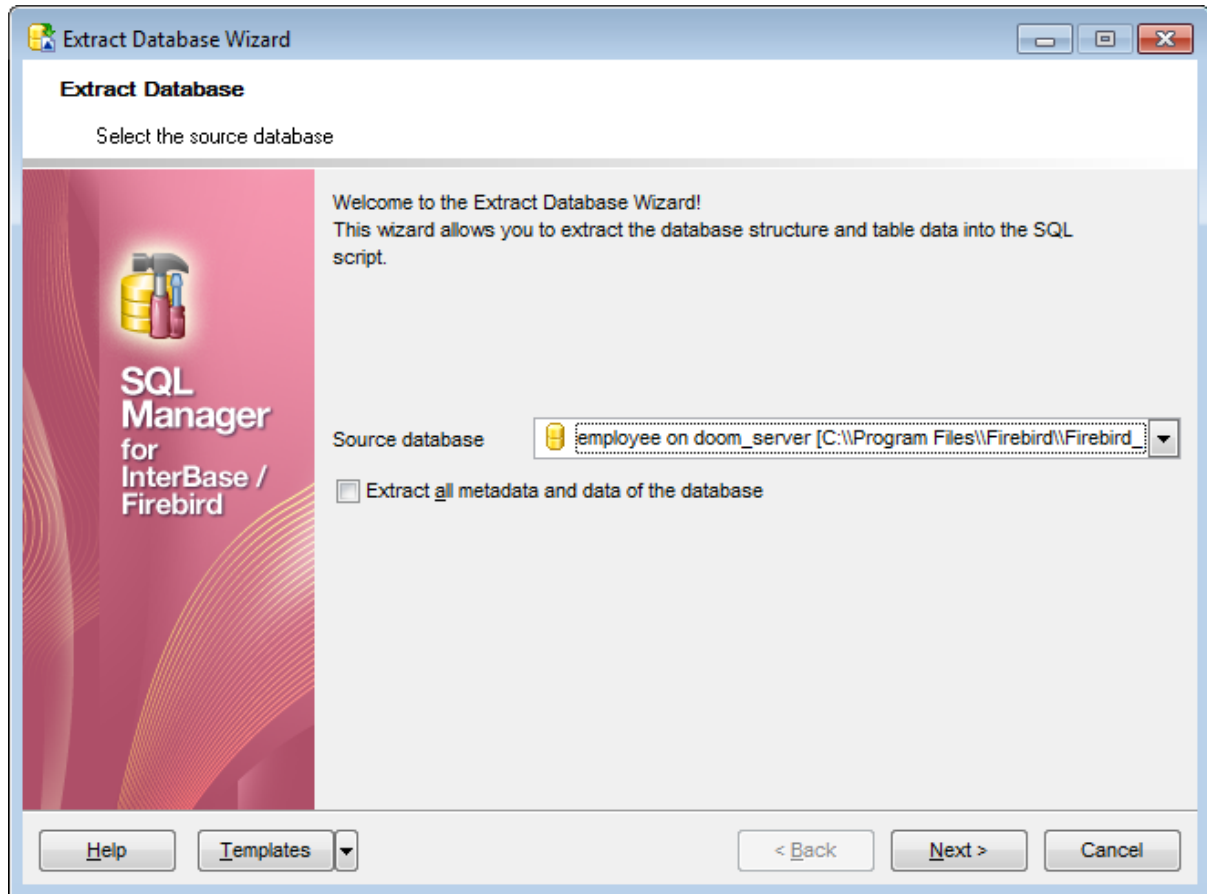 Extract Database Wizard
Extract Database
Select the source database
Welcome to the Extract Database Wizard!
This wizard allows you to extract the database structure and table data into the SQL
script.
SQL
Manager
for
InterBase /
Firebird
Source database
employee on doom_server [C:\\Program Files\\Firebird\\Firebird_
Extract all metadata and data of the database
Help
Templates
< Back
Next >
Cancel